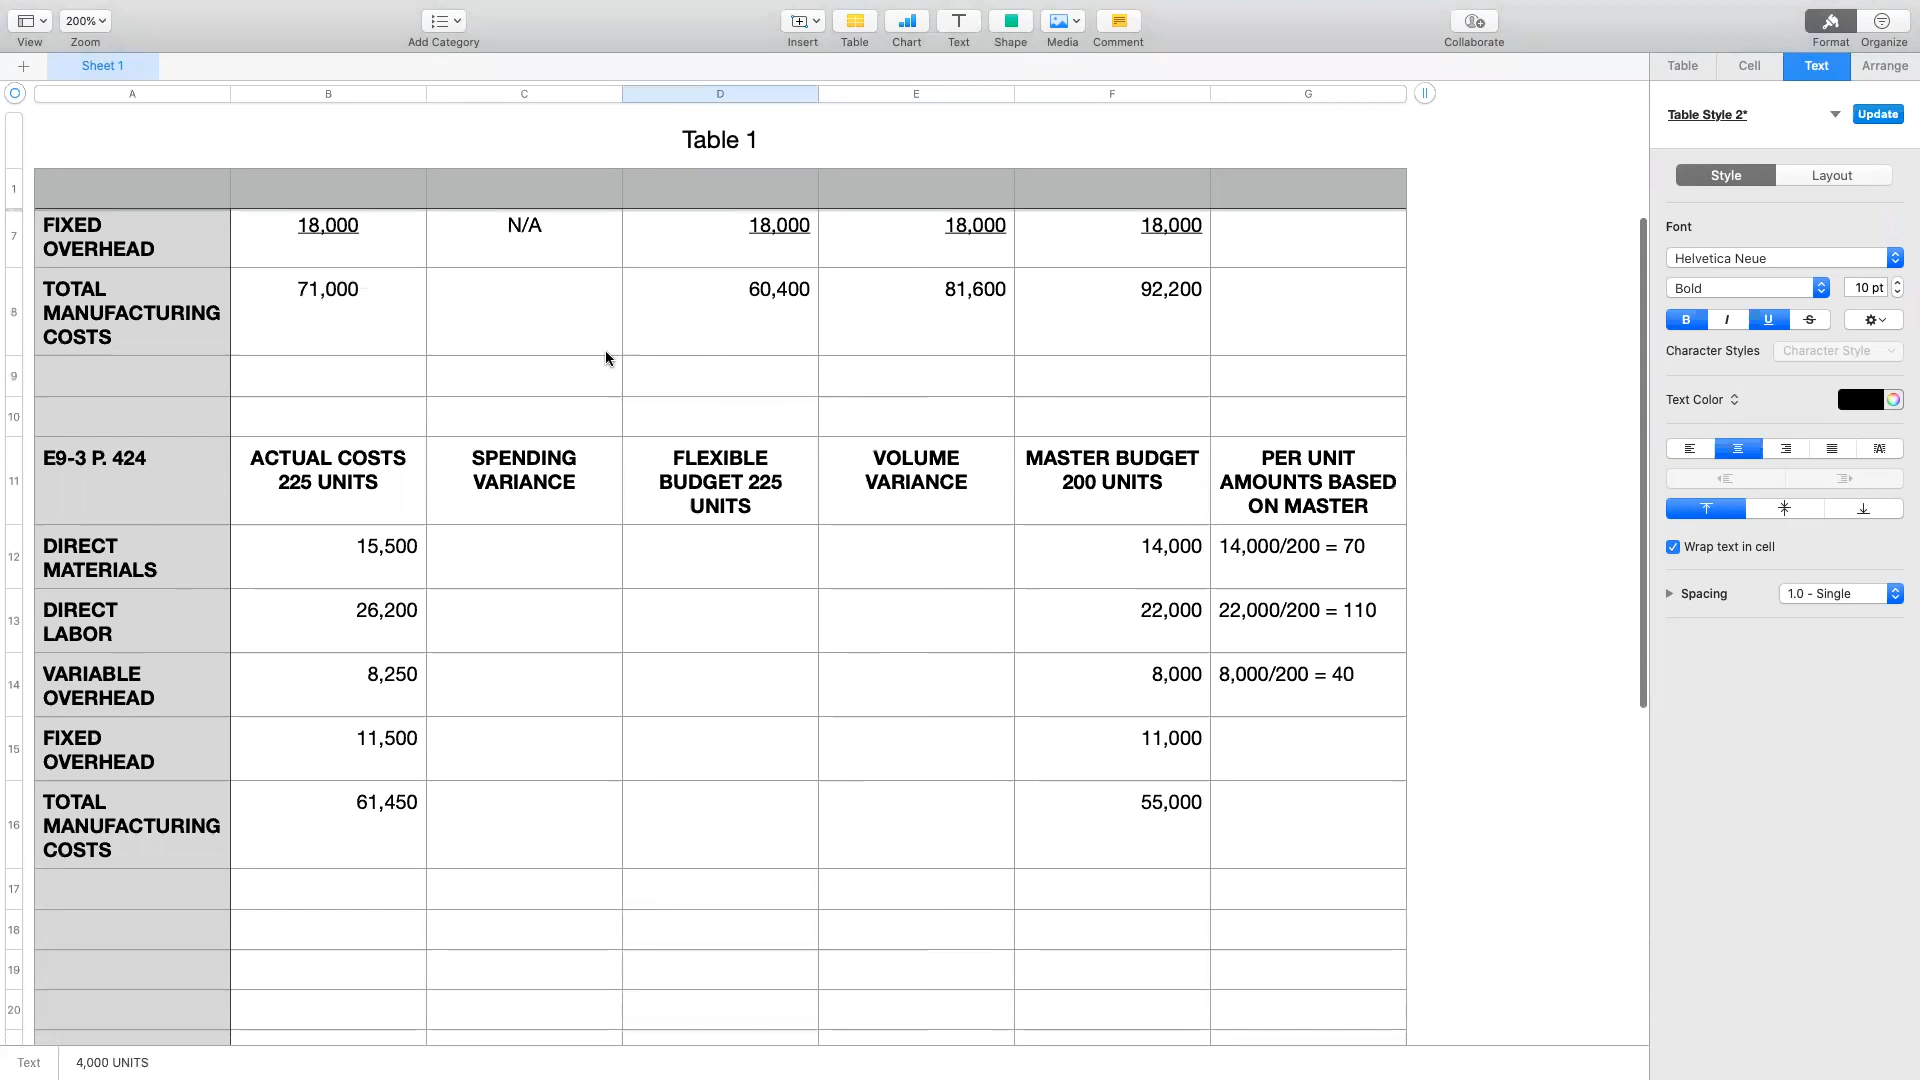 200%
View
Zoom
Add Category
Insert
Table
Chart
Text
Shape
Media
Comment
Collaborate
Format
Organize
Sheet 1
Table
Cell
Text
Arrange
A
B
C
D
E
F
G
Table 1
1
7
FIXED
OVERHEAD
18,000
N/A
18,000
18,000
18,000
8
TOTAL
MANUFACTURING
COSTS
71,000
60,400
81,600
92,200
9
10
11
E9-3 P. 424
ACTUAL COSTS
225 UNITS
SPENDING
VARIANCE
FLEXIBLE
BUDGET 225
UNITS
VOLUME
VARIANCE
MASTER BUDGET
200 UNITS
PER UNIT
AMOUNTS BASED
ON MASTER
12
DIRECT
MATERIALS
15,500
14,000
14,000/200 = 70
13
DIRECT
LABOR
26,200
22,000
22,000/200 = 110
14
VARIABLE
OVERHEAD
8,250
8,000
8,000/200 = 40
15
FIXED
OVERHEAD
11,500
11,000
16
TOTAL
MANUFACTURING
COSTS
61,450
55,000
17
18
19
20
Text
4,000 UNITS
Table Style 2*
Update
Style
Layout
Font
Helvetica Neue
Bold
10 pt
B
I
U
S
Character Styles
Character Style
Text Color
Wrap text in cell
Spacing
1.0 - Single